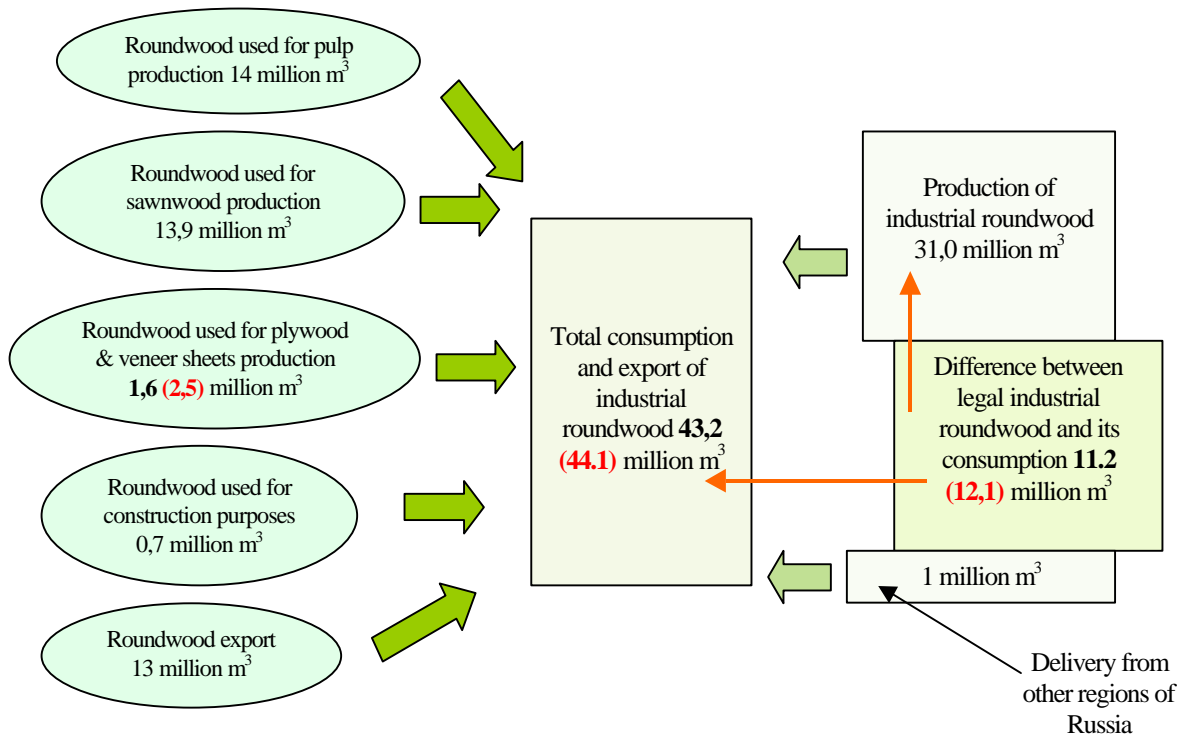 Roundwood used for pulp
production 14 million m³
Roundwood used for
sawnwood production
13,9 million m³
Roundwood used for plywood
& veneer sheets production
1,6 (2,5) million m³
Roundwood used for
construction purposes
0,7 million m³
Roundwood export
13 million m³
Total consumption
and export of
industrial
roundwood 43,2
(44.1) million m³
Production of
industrial roundwood
31,0 million m³
Difference between
legal industrial
roundwood and its
consumption 11.2
(12,1) million m³
1 million m³
Delivery from
other regions of
Russia